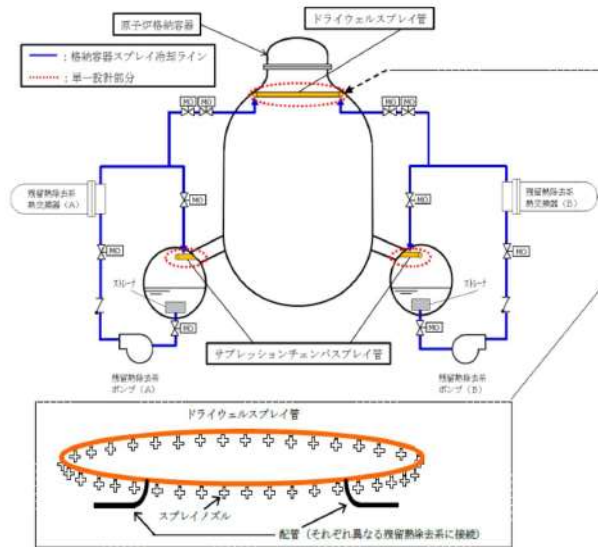 原子炉格納容器
ドライウェルスプレイ管
：格納容器スプレイ冷却ライン
：単一設計部分
MO MO
MO MO
残留熱除去系
熱交換器（A）
MO
MO
残留熱除去系
熱交換器（B）
MO
MO
ストレーナ
MO
ストレーナ
MO
残留熱除去系
ポンプ（A）
サプレッションチェンバスプレイ管
残留熱除去系
ポンプ（B）
ドライウェルスプレイ管
スプレイノズル
配管（それぞれ異なる残留熱除去系に接続）